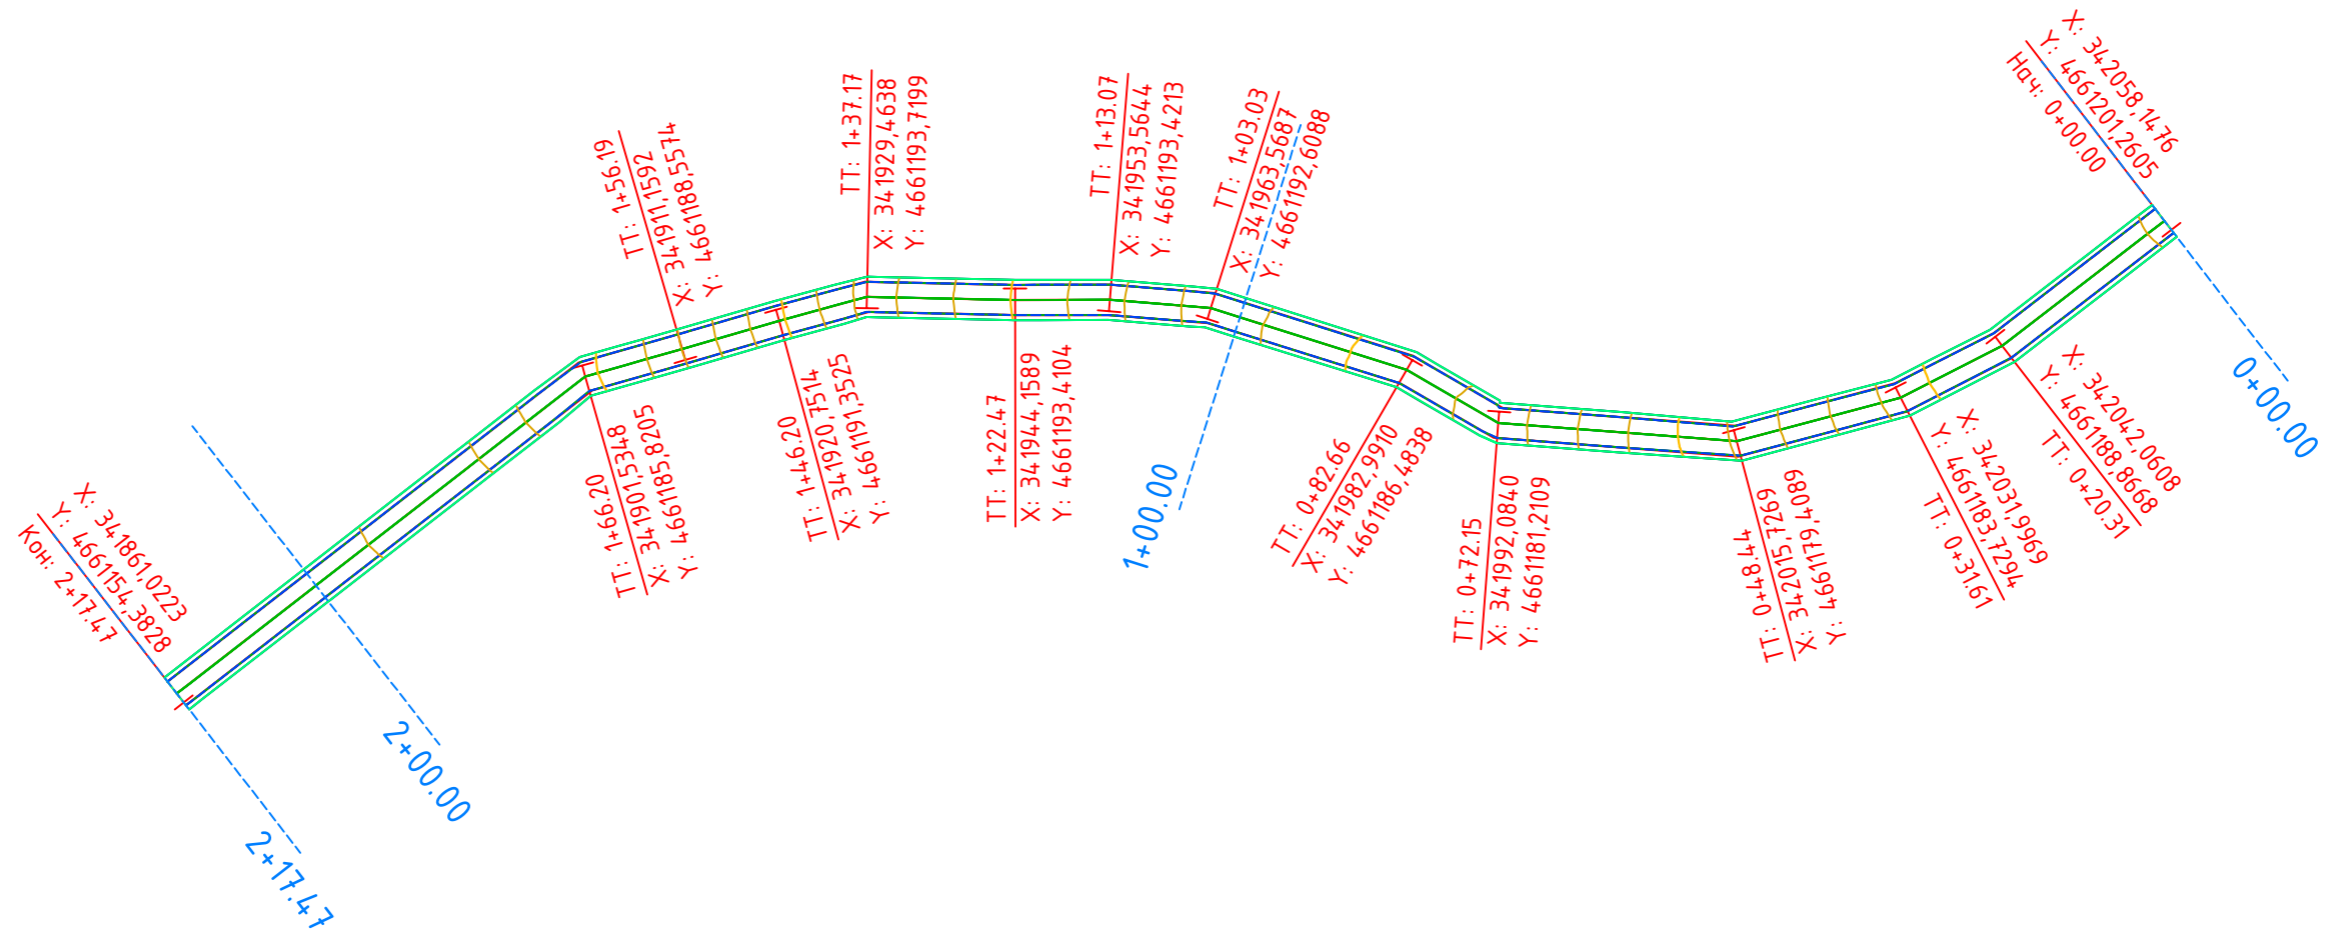 X: 341861,0223
Y: 4661154,3828
Кон: 2+17.47
2+17.47
2+00.00
TT: 1+66.20
X: 341901,5348
Y: 4661185,8205
TT: 1+56.19
X: 341911,1592
Y: 4661188,5574
TT: 1+46.20
X: 341920,7514
Y: 4661191,3525
TT: 1+37.17
X: 341929,4638
Y: 4661193,7199
TT: 1+22.47
X: 341944,1589
Y: 4661193,4104
TT: 1+13.07
X: 341953,5644
Y: 4661193,4213
TT: 1+03.03
X: 341963,5687
Y: 4661192,6088
1+00.00
TT: 0+82.66
X: 341982,9910
Y: 4661186,4838
TT: 0+72.15
X: 341992,0840
Y: 4661181,2109
TT: 0+48.44
X: 342015,7269
Y: 4661179,4089
X: 342031,9969
Y: 4661183,7294
TT: 0+31.61
X: 342042,0608
Y: 4661188,8668
TT: 0+20.31
X: 342058,1476
Y: 4661201,2605
Нач: 0+00.00
0+00.00